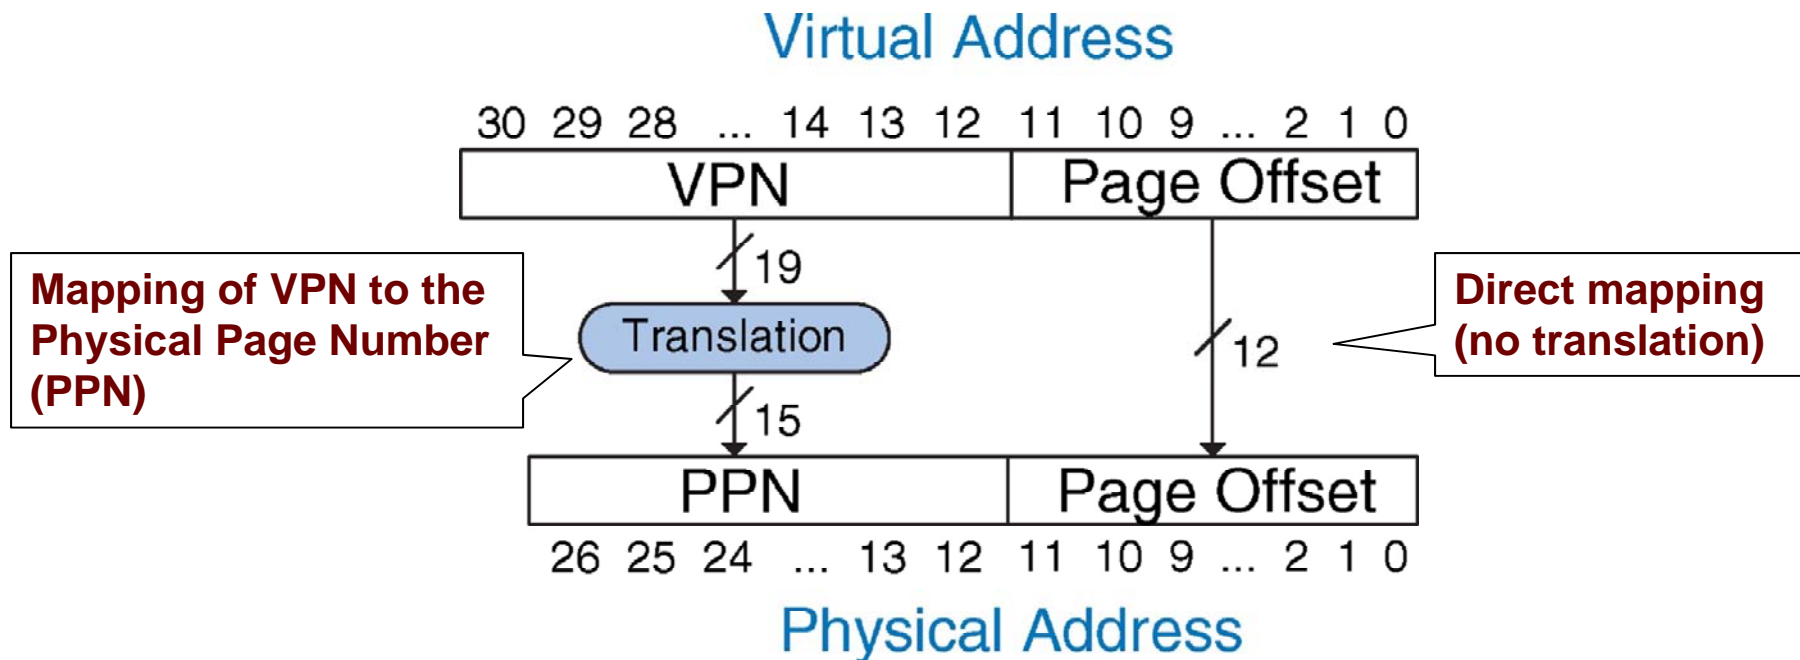 Virtual Address
30 29 28 ... 14 13 12 11 10 9 ... 2 1 0
VPN Page Offset
19
Mapping of VPN to the
Physical Page Number
(PPN)
Translation
12
Direct mapping
(no translation)
15
PPN Page Offset
26 25 24 ... 13 12 11 10 9 ... 2 1 0
Physical Address